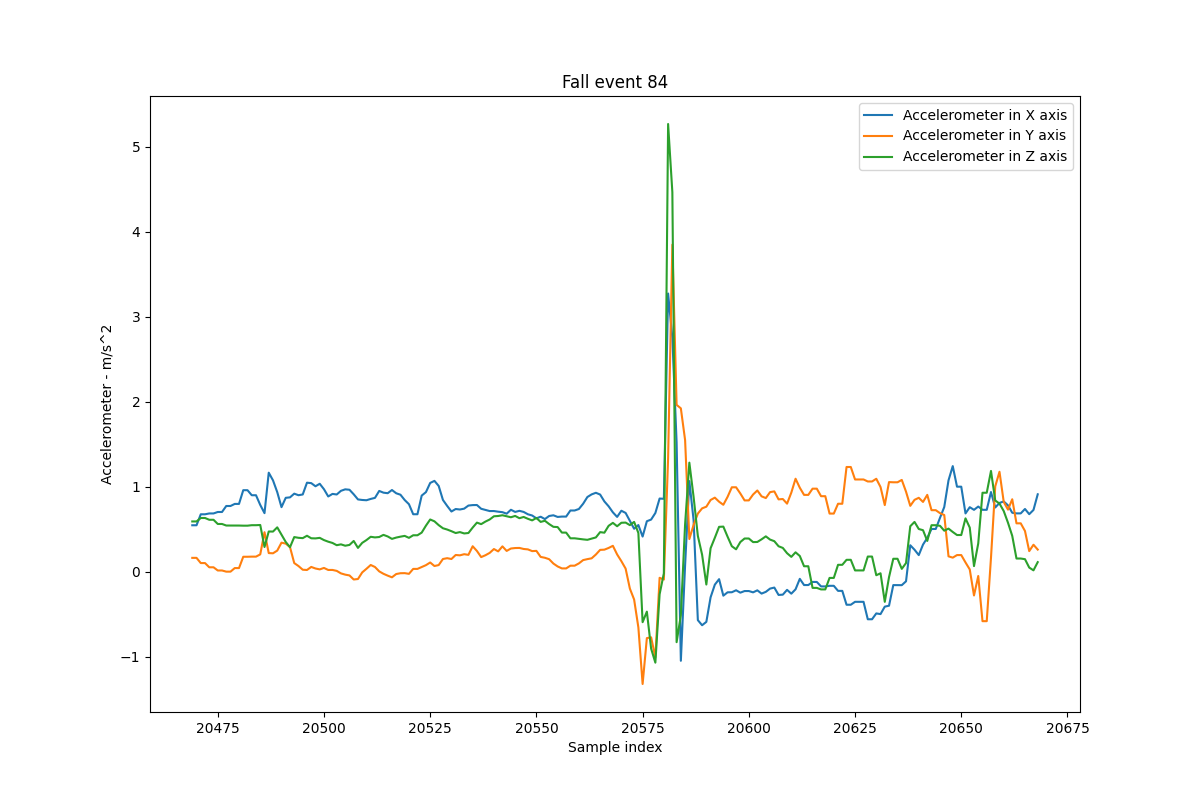 Fall event 84
Accelerometer in X axis
Accelerometer in Y axis
Accelerometer in Z axis
Accelerometer - m/s^2
5
4
3
2
1
0
−1
20475 20500 20525 20550 20575 20600 20625 20650 20675
Sample index